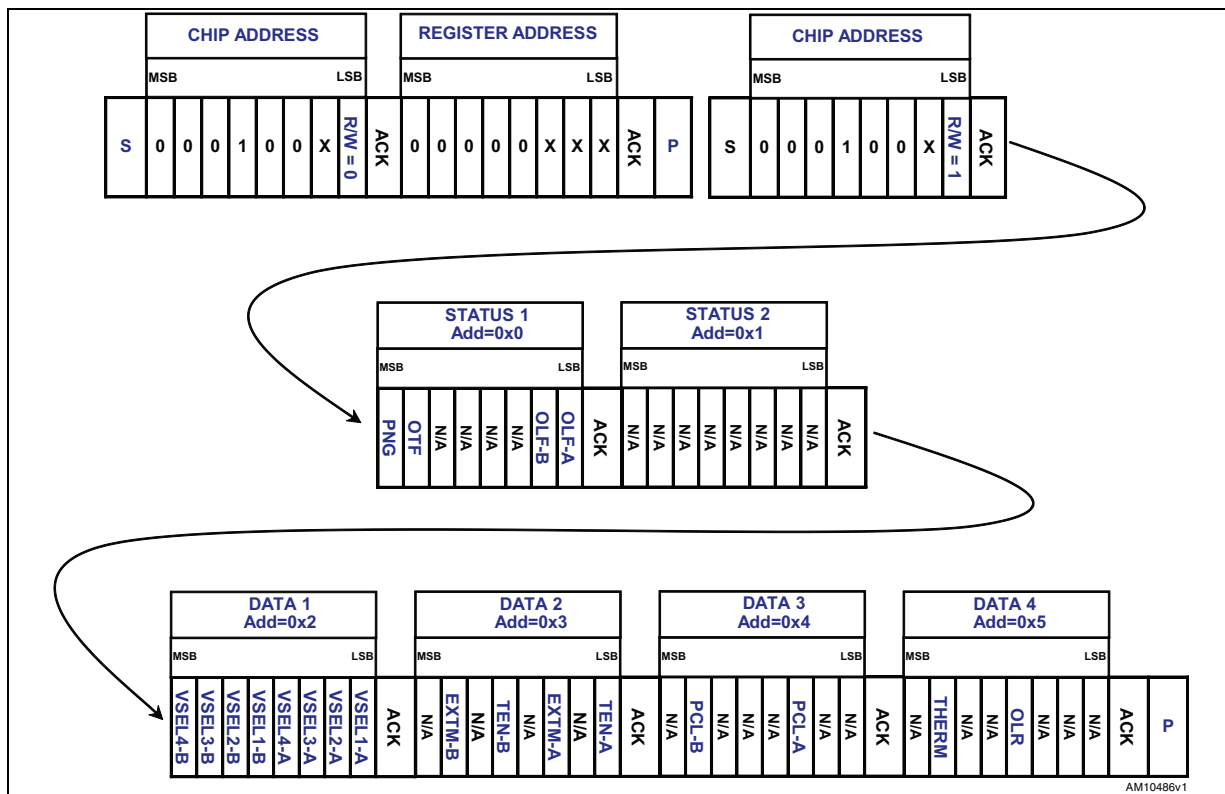 CHIP ADDRESS REGISTER ADDRESS CHIP ADDRESS
MSB LSB MSB LSB MSB LSB
S 0 0 0 1 0 0 X R/W = 0 ACK 0 0 0 0 0 X X X ACK P S 0 0 0 1 0 0 X R/W = 1 ACK
STATUS 1 STATUS 2
Add=0x0 Add=0x1
MSB LSB MSB LSB
PNG OTF N/A N/A N/A N/A OLF-B OLF-A ACK N/A N/A N/A N/A N/A N/A N/A N/A ACK
DATA 1 DATA 2 DATA 3 DATA 4
Add=0x2 Add=0x3 Add=0x4 Add=0x5
MSB LSB MSB LSB MSB LSB MSB LSB
VSEL4-B VSEL3-B VSEL2-B VSEL1-B VSEL4-A VSEL3-A VSEL2-A VSEL1-A ACK N/A EXTM-B N/A TEN-B N/A EXTM-A N/A TEN-A ACK N/A PCL-B N/A N/A N/A PCL-A N/A N/A ACK N/A THERM N/A N/A OLR N/A N/A N/A ACK P
AM10486v1